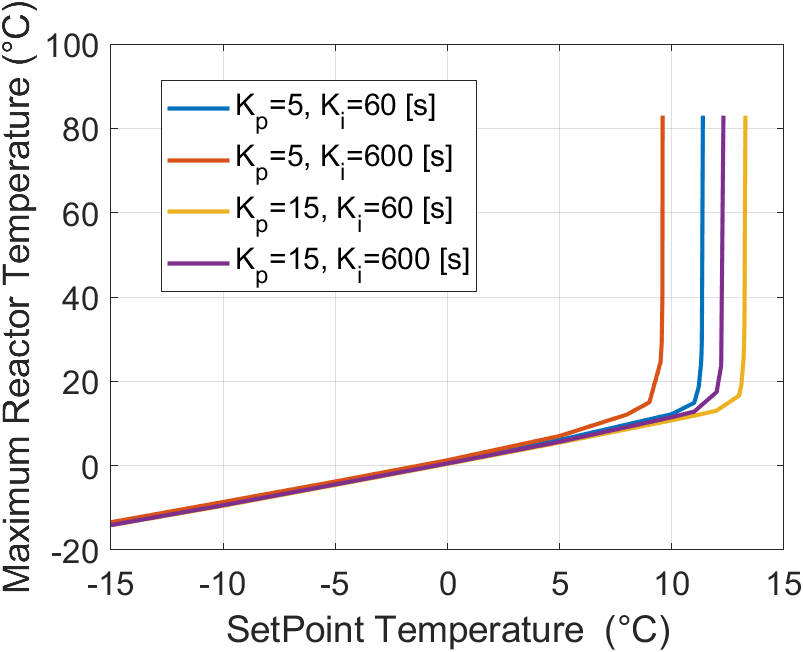 Maximum Reactor Temperature (°C)
100
80
60
40
20
0
-20
K_p=5, K_i=60 [s]
K_p=5, K_i=600 [s]
K_p=15, K_i=60 [s]
K_p=15, K_i=600 [s]
-15 -10 -5 0 5 10 15
SetPoint Temperature (°C)